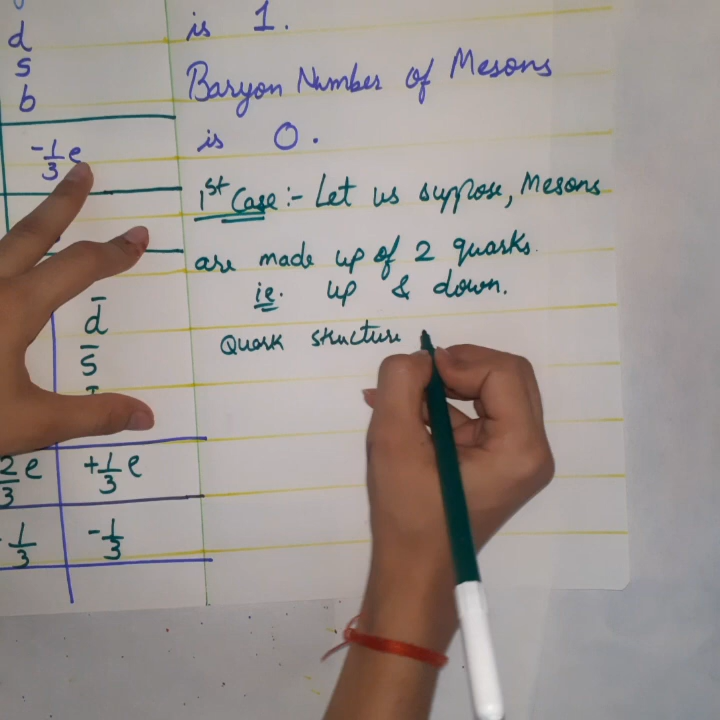 d
s
b
-1/3 e
d̄
s̄
2/3 e
+1/3 e
-1/3
-1/3
is 1.
Baryon Number of Mesons
is 0.
1st Case :- Let us suppose, Mesons
are made up of 2 quarks.
ie. up & down.
Quark structure